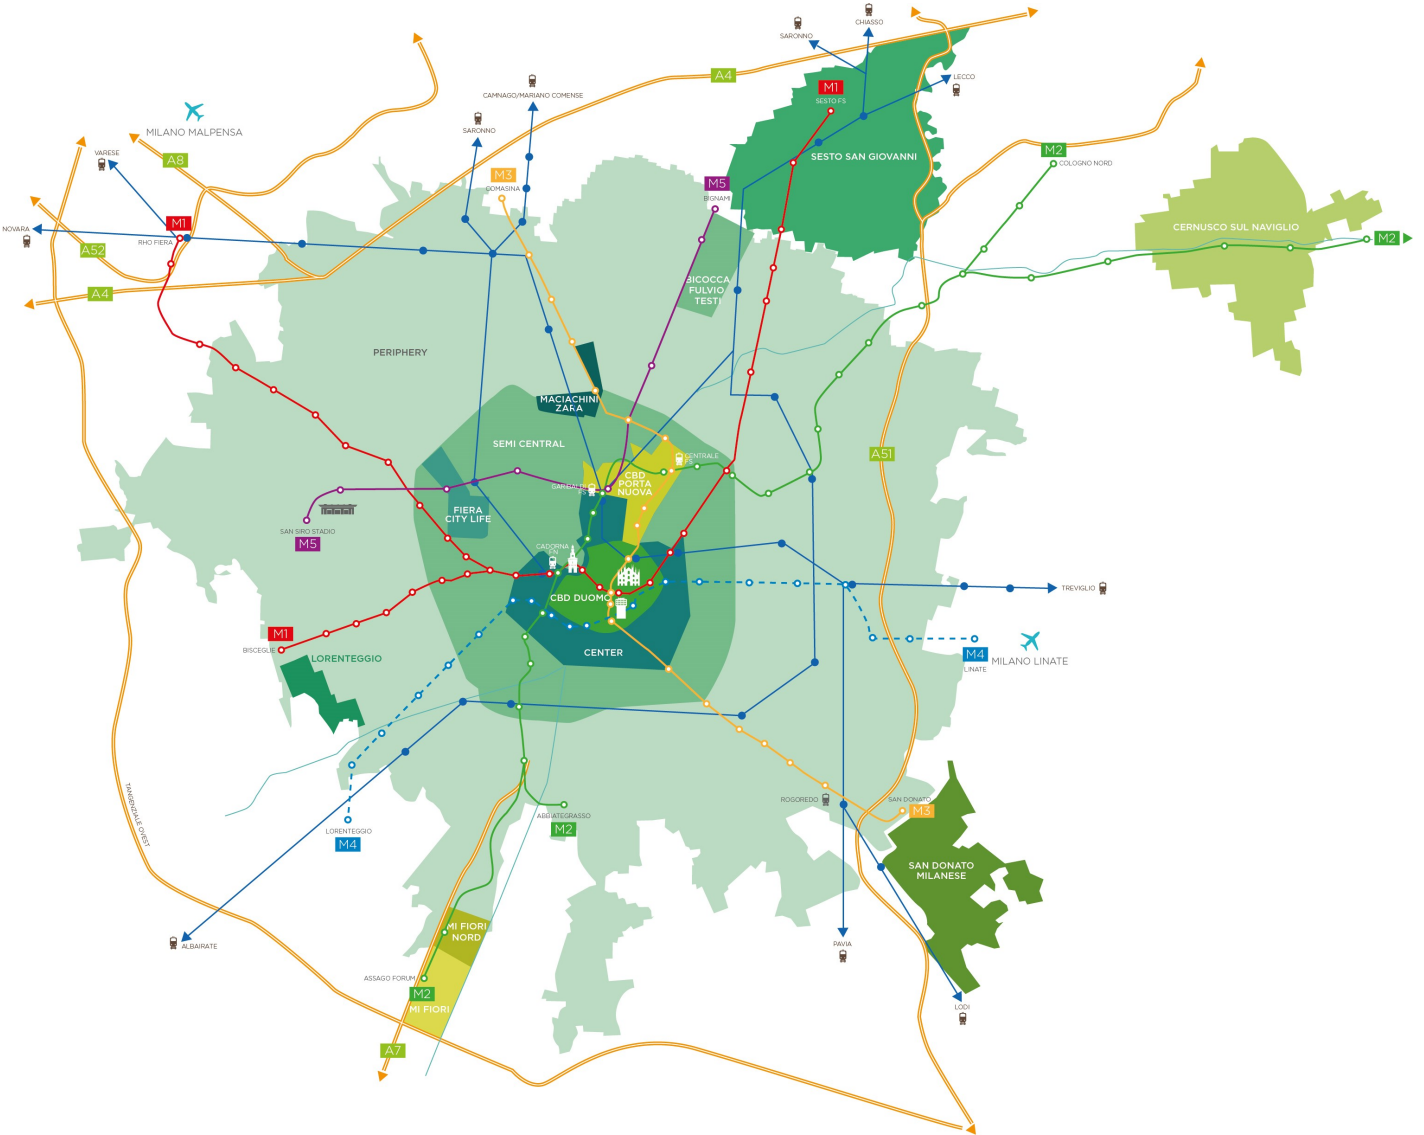 CHIASSO
SARONNO
A4
LECCO
M1
SESTO FS
CAMNAGO/MARIANO COMENSE
MILANO MALPENSA
SARONNO
VARESE
A8
M2
COLOGNO NORD
SESTO SAN GIOVANNI
M3
COMASINA
M5
BIGNAMI
M1
NOVARA
RHO FIERA
A52
CERNUSCO SUL NAVIGLIO
M2
A4
BICOCCA
FULVIO
TESTI
PERIPHERY
MACIACHINI
ZARA
SEMI CENTRAL
A51
CENTRALE
FS
CBD
PORTA
NUOVA
GARIBALDI
FS
FIERA
CITY LIFE
SAN SIRO STADIO
M5
CADORNA
FN
CBD DUOMO
TREVIGLIO
M1
BISCEGLIE
LORENTEGGIO
CENTER
M4
LINATE
MILANO LINATE
TANGENZIALE OVEST
ROGOREDO
SAN DONATO
M3
ABBIATEGRASSO
M2
LORENTEGGIO
M4
SAN DONATO
MILANESE
MI FIORI
NORD
ALBAIRATE
PAVIA
ASSAGO FORUM
M2
MI FIORI
LODI
A7